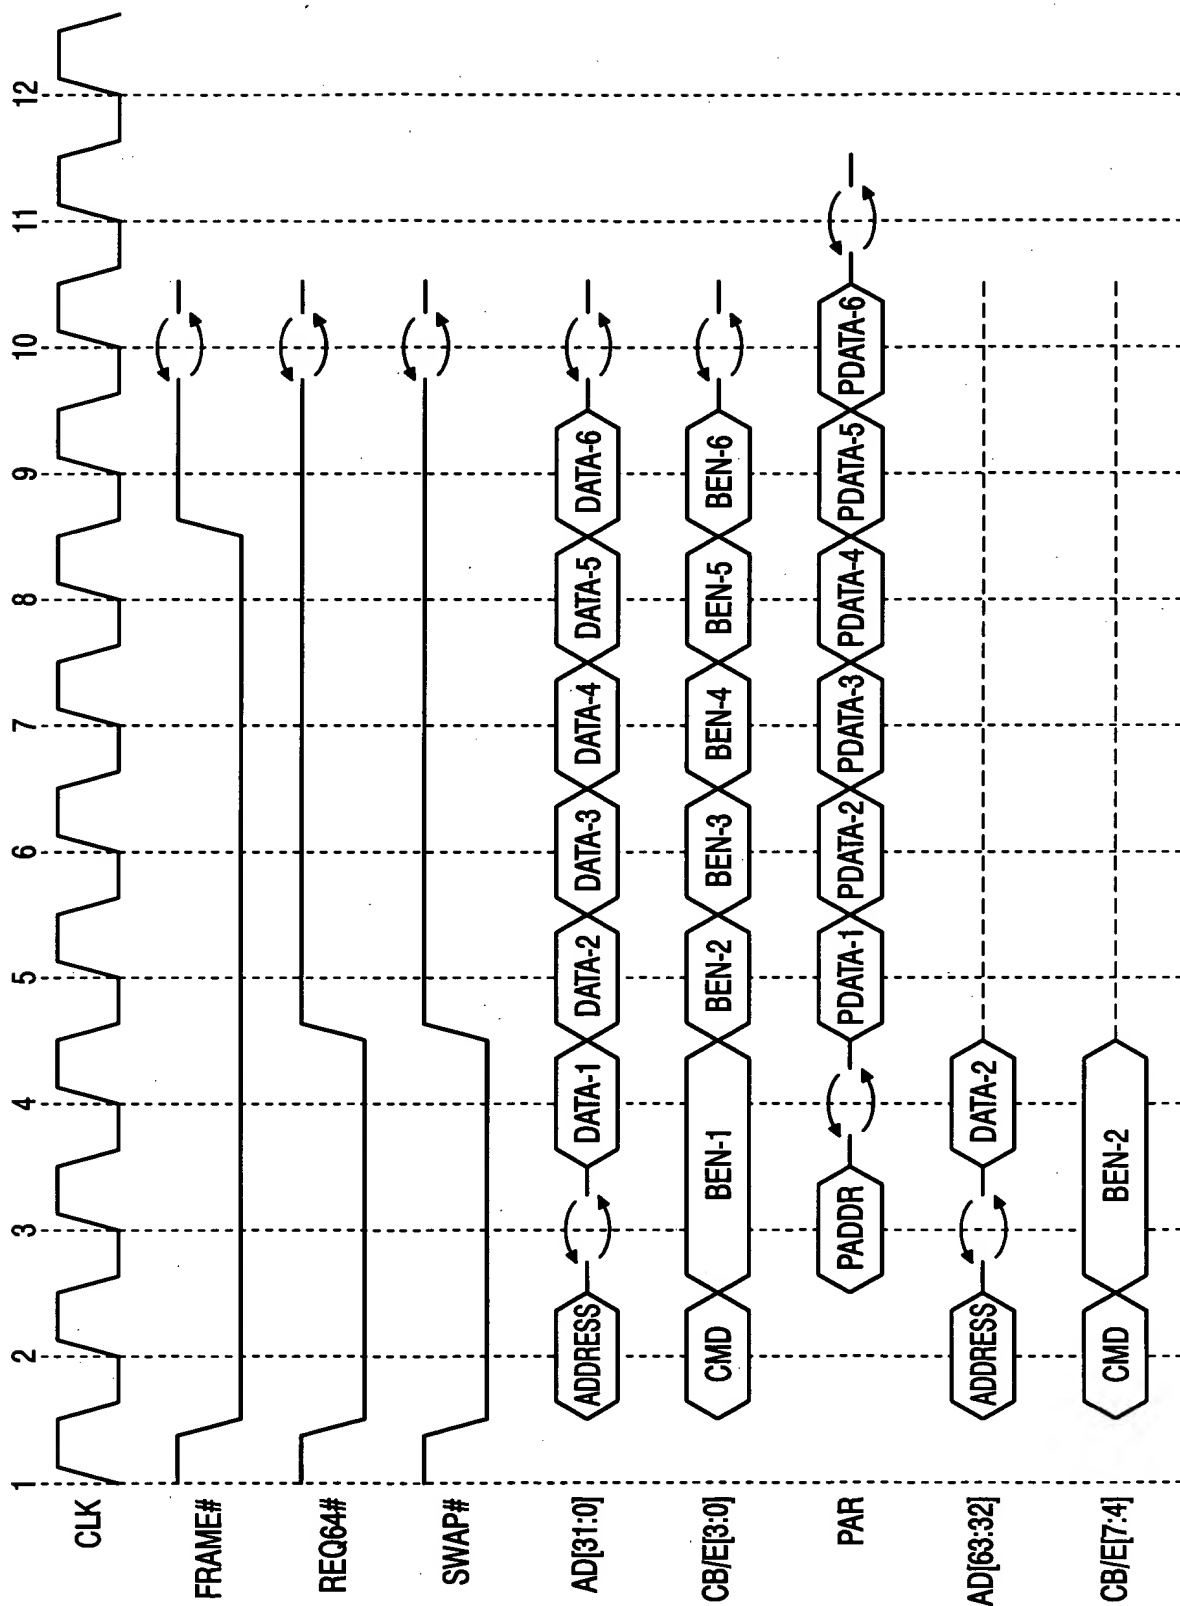 1 2 3 4 5 6 7 8 9 10 11 12
CLK
FRAME#
REQ64#
SWAP#
AD[31:0] ADDRESS DATA-1 DATA-2 DATA-3 DATA-4 DATA-5 DATA-6
CB/E[3:0] CMD BEN-1 BEN-2 BEN-3 BEN-4 BEN-5 BEN-6
PAR PADDR PDATA-1 PDATA-2 PDATA-3 PDATA-4 PDATA-5 PDATA-6
AD[63:32] ADDRESS DATA-2
CB/E[7:4] CMD BEN-2